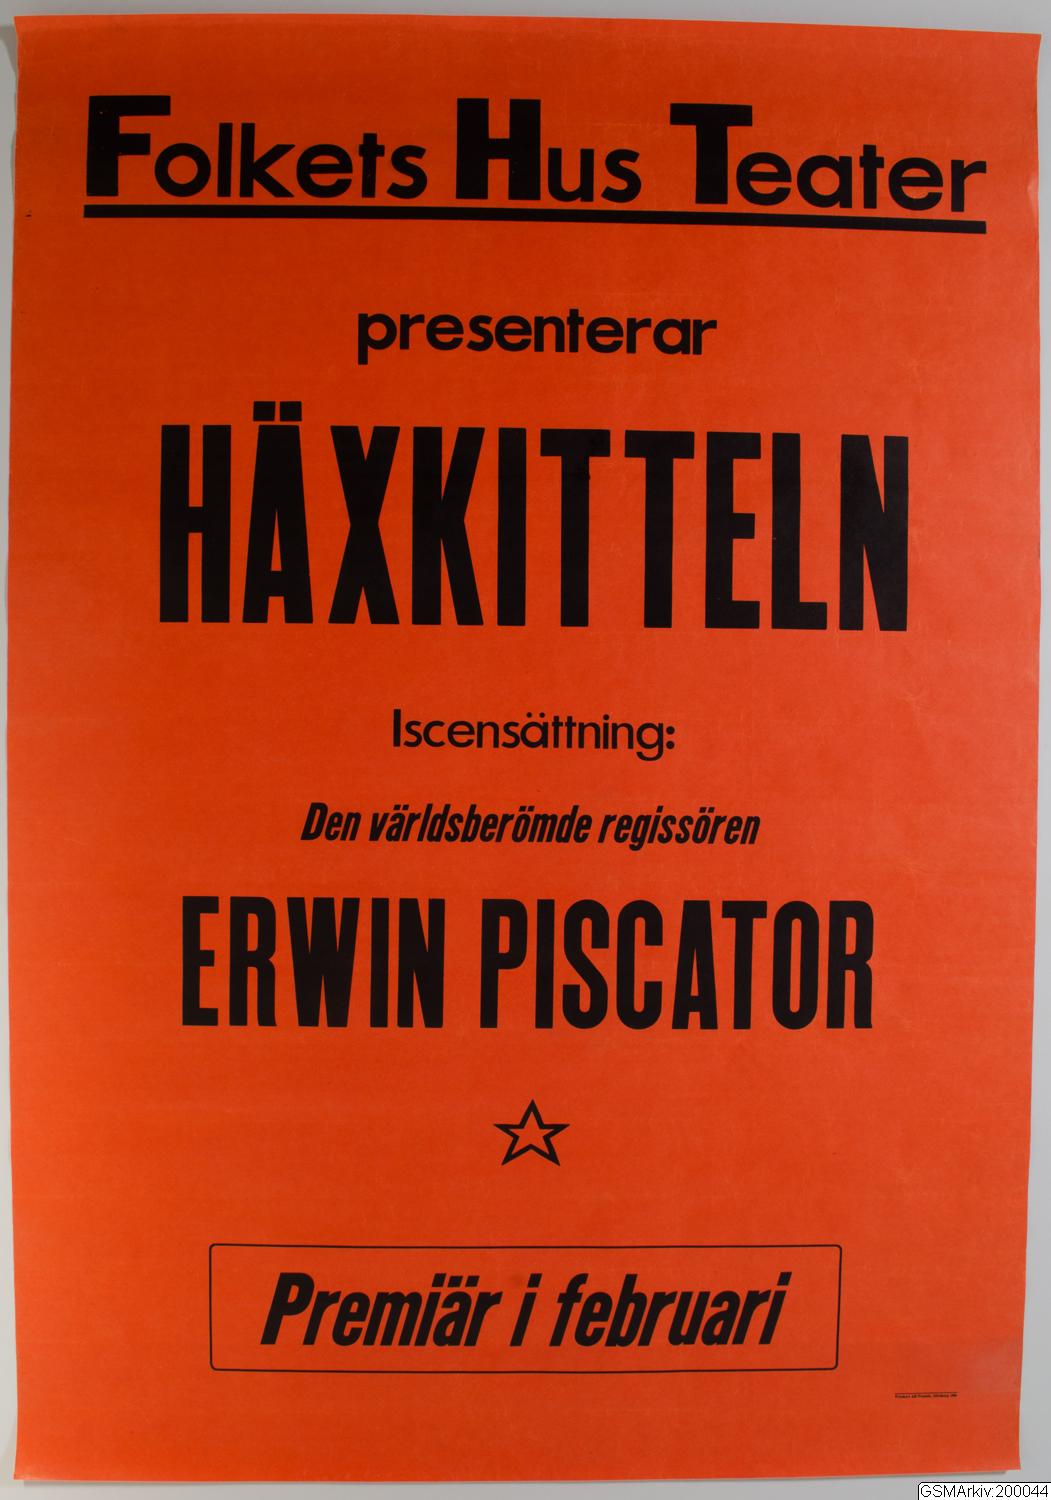 Folkets Hus Teater
presenterar
HÄXKITTELN
Iscensättning:
Den världsberömde regissören
ERWIN PISCATOR
Premiär i februari
GSMArkiv:200044